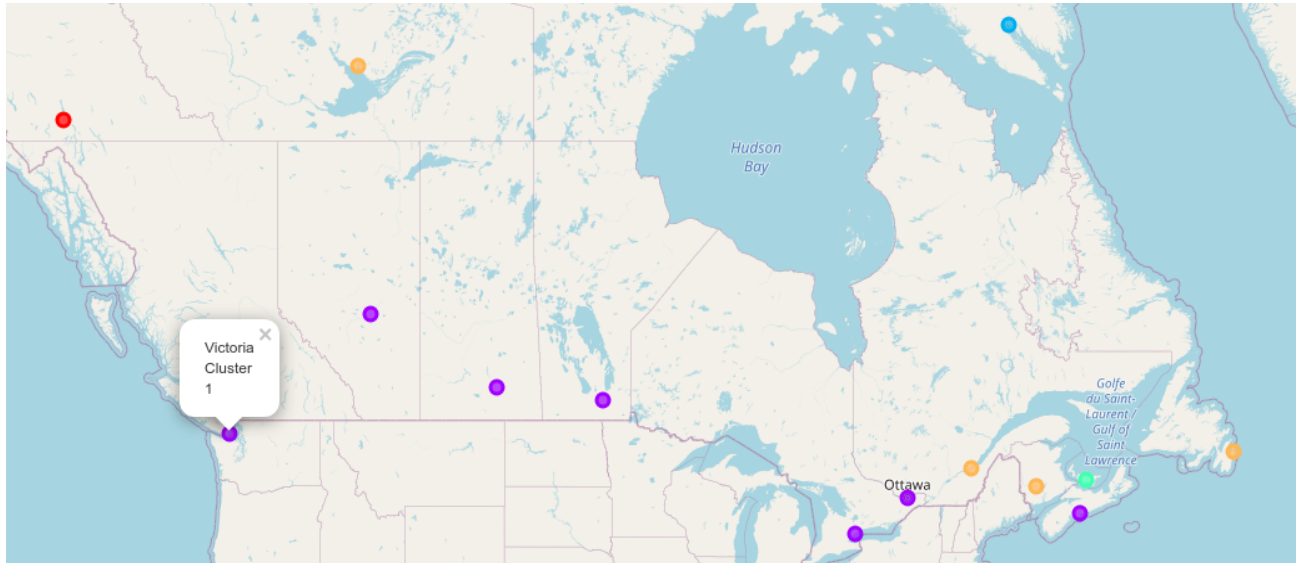 Hudson
Bay
Victoria
Cluster
1
×
Golfe
du Saint-
Laurent /
Gulf of
Saint
Lawrence
Ottawa